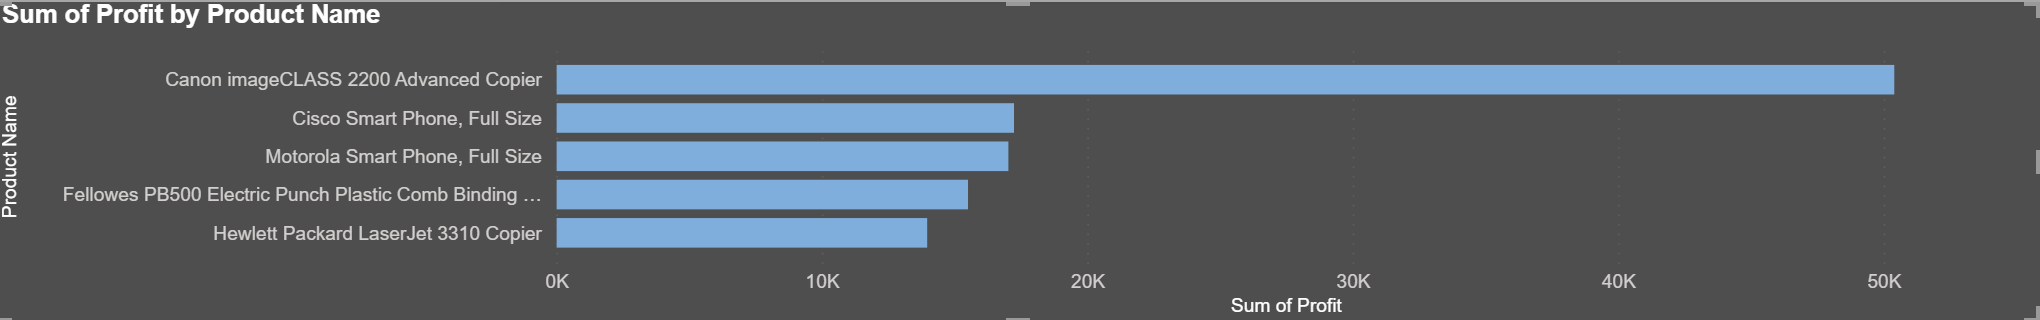 Sum of Profit by Product Name
Product Name
Canon imageCLASS 2200 Advanced Copier
Cisco Smart Phone, Full Size
Motorola Smart Phone, Full Size
Fellowes PB500 Electric Punch Plastic Comb Binding …
Hewlett Packard LaserJet 3310 Copier
0K 10K 20K 30K 40K 50K
Sum of Profit